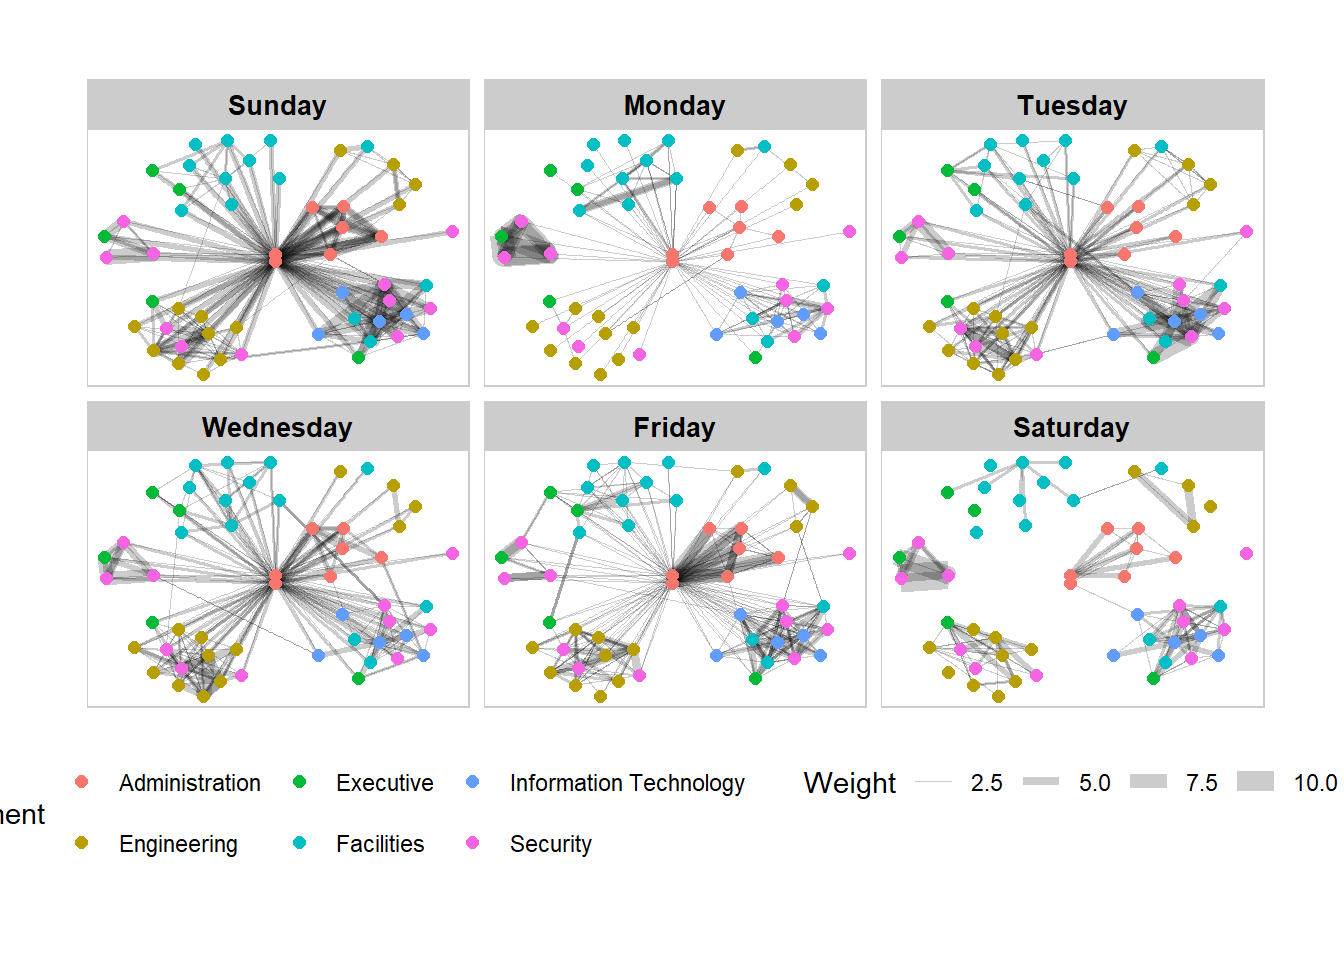 Sunday Monday Tuesday
Wednesday Friday Saturday
Administration Executive Information Technology Weight 2.5 5.0 7.5 10.0
Engineering Facilities Security